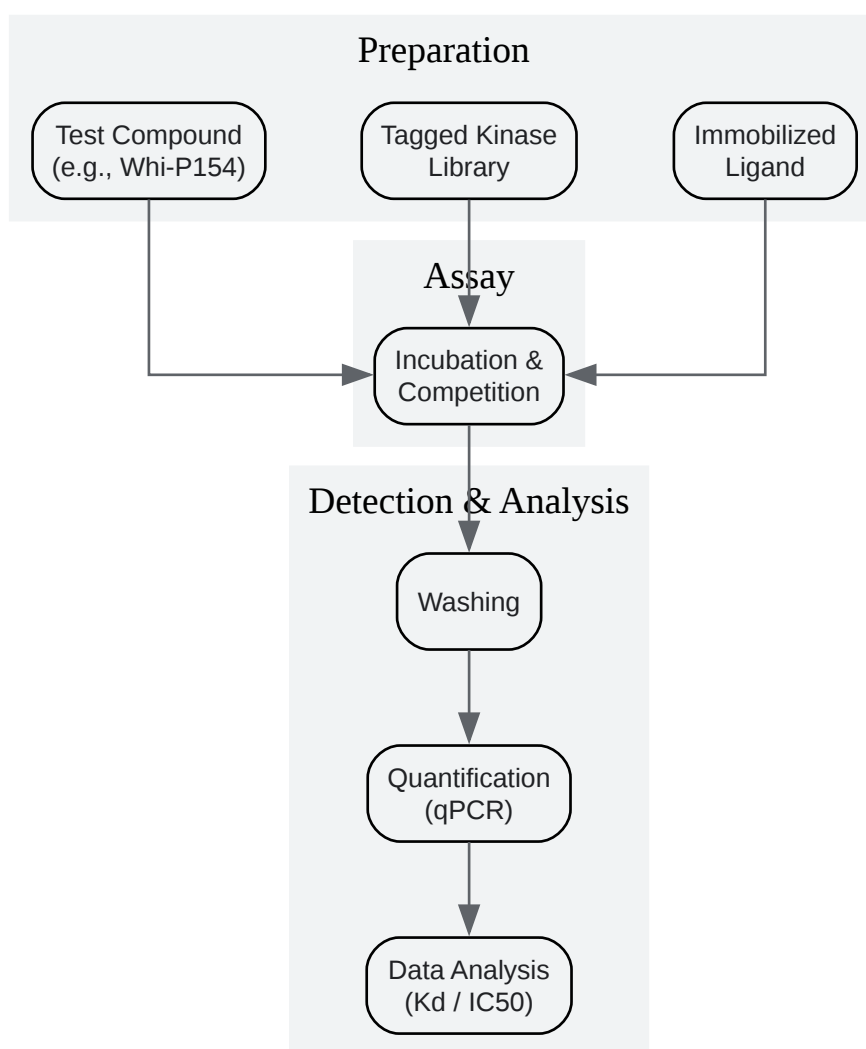 Preparation
Test Compound
(e.g., Whi-P154)
Tagged Kinase
Library
Immobilized
Ligand
Assay
Incubation &
Competition
Detection & Analysis
Washing
Quantification
(qPCR)
Data Analysis
(Kd / IC50)